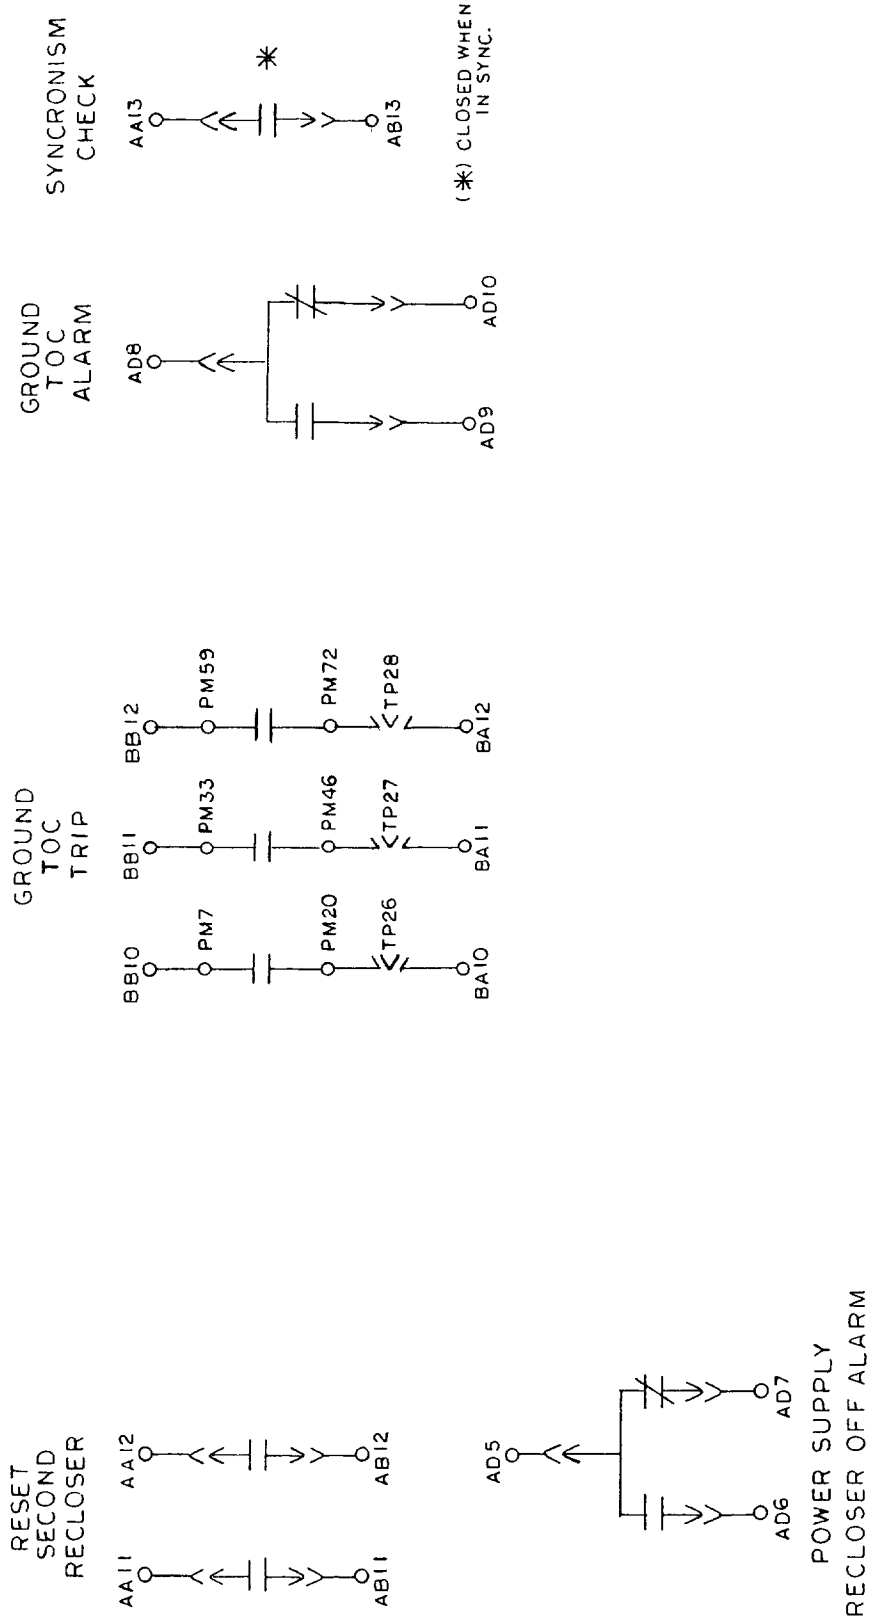 RESET
SECOND
RECLOSER
AA11
AA12
AB11
AB12
AD5
AD6
AD7
POWER SUPPLY
RECLOSER OFF ALARM
GROUND
TOC
TRIP
BB10
BB11
BB12
PM7
PM33
PM59
PM20
PM46
PM72
TP26
TP27
TP28
BA10
BA11
BA12
GROUND
TOC
ALARM
AD8
AD9
AD10
SYNCRONISM
CHECK
AA13
*
AB13
(*) CLOSED WHEN
IN SYNC.